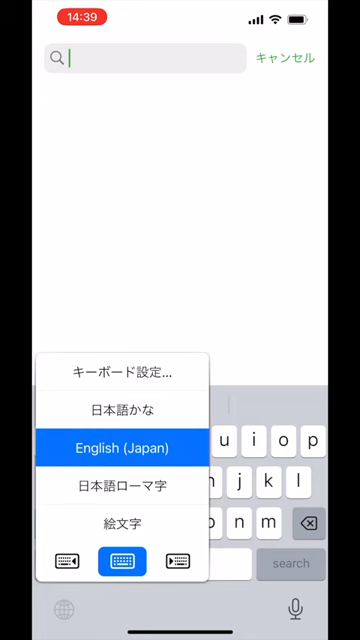 14:39
キャンセル
キーボード設定...
日本語かな
English (Japan)
日本語ローマ字
絵文字
u i o p
j k l
n m
search